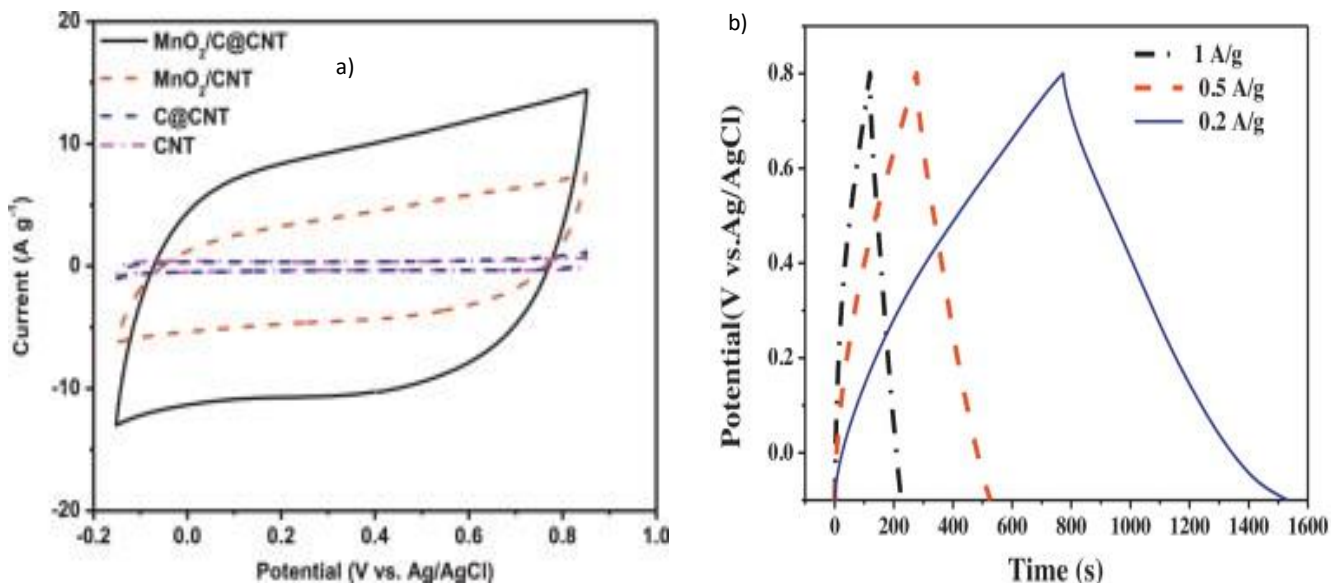 a)
20
10
0
-10
-20
-0.2 0.0 0.2 0.4 0.6 0.8 1.0
Current (A g⁻¹)
Potential (V vs. Ag/AgCl)
MnO₂/C@CNT
MnO₂/CNT
C@CNT
CNT
b)
0.8
0.8
0.4
0.2
0.0
0 200 400 600 800 1000 1200 1400 1600
Potential(V vs.Ag/AgCl)
Time (s)
1 A/g
0.5 A/g
0.2 A/g